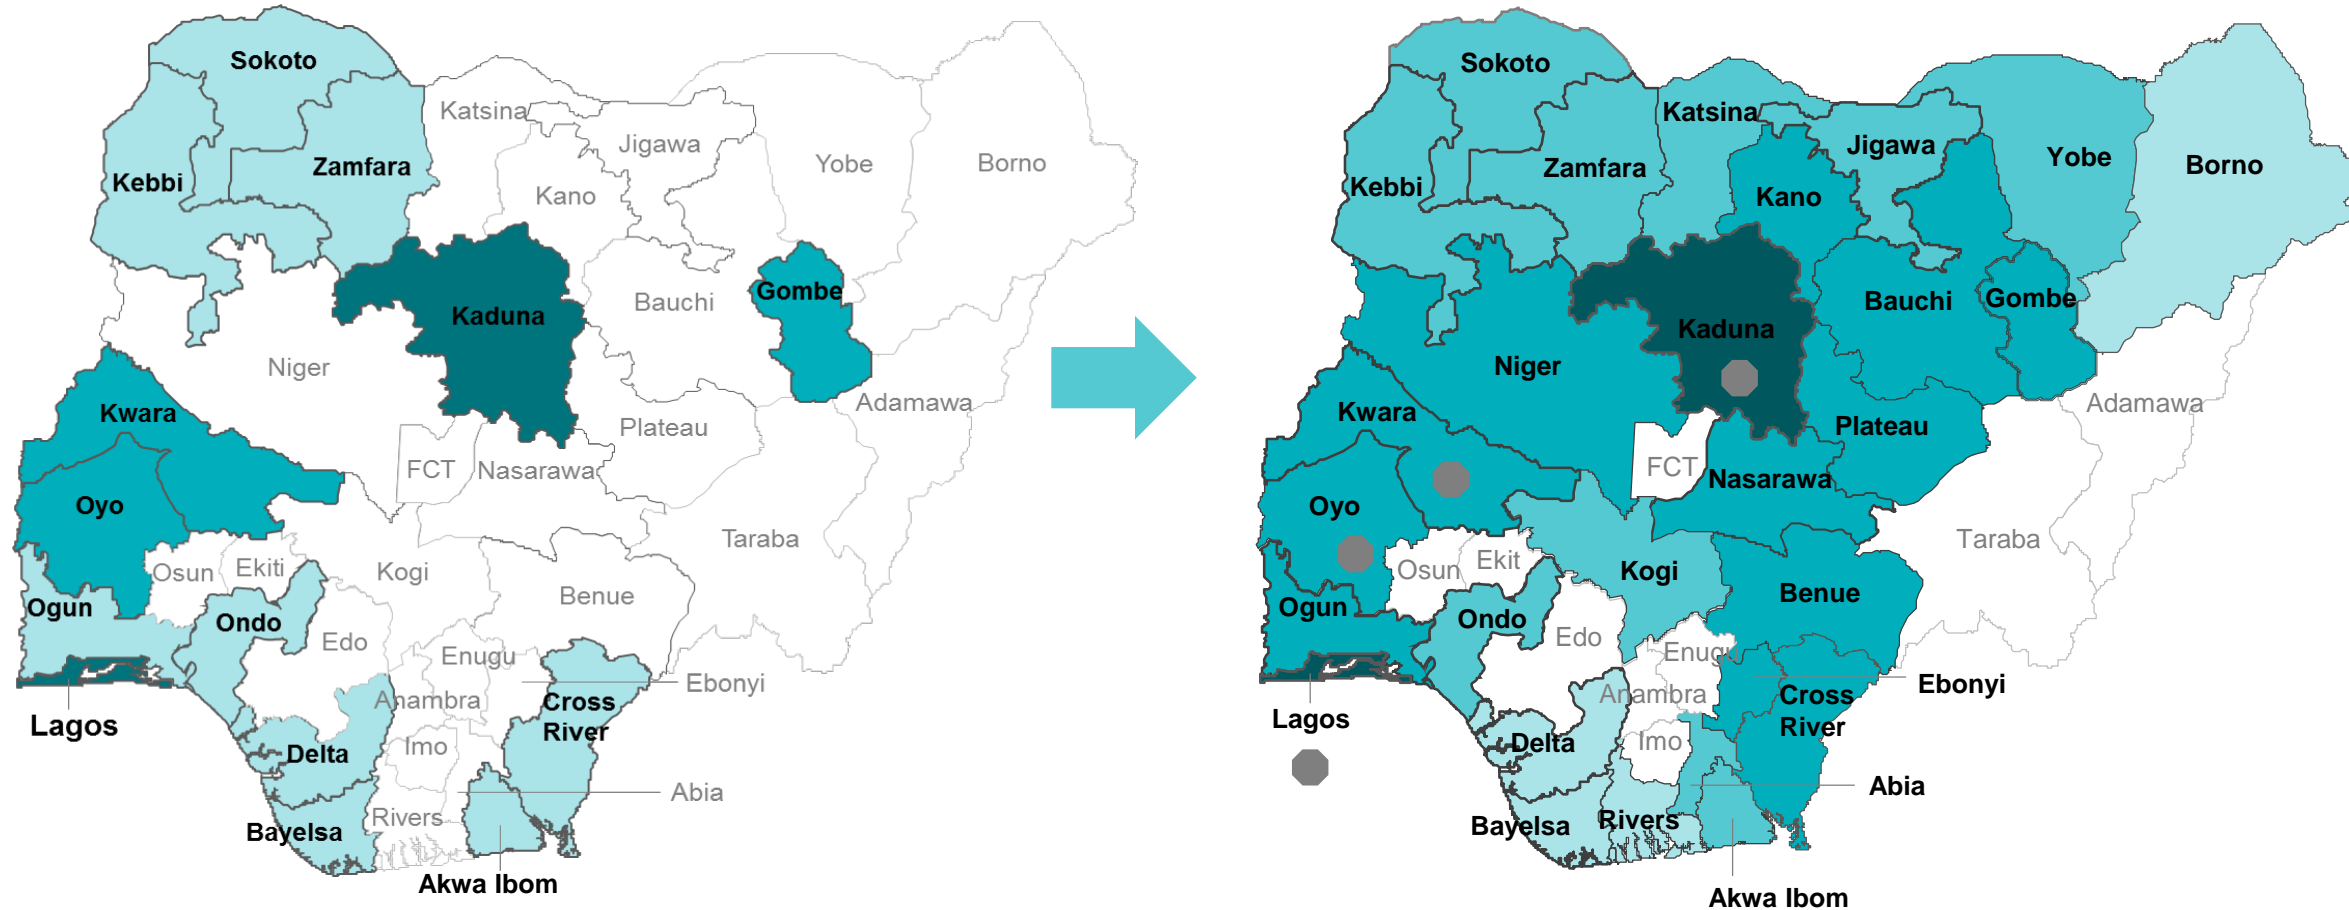 Sokoto
Katsina
Jigawa
Zamfara
Kebbi
Kano
Yobe
Borno
Kaduna
Gombe
Bauchi
Niger
Adamawa
Kwara
Plateau
FCT
Nasarawa
Oyo
Taraba
Osun
Ekiti
Kogi
Benue
Ogun
Ondo
Edo
Enugu
Ebonyi
Anambra
Cross
River
Lagos
Delta
Imo
Abia
Rivers
Bayelsa
Akwa Ibom
Sokoto
Katsina
Jigawa
Zamfara
Kebbi
Kano
Yobe
Borno
Kaduna
Gombe
Bauchi
Niger
Adamawa
Kwara
Plateau
FCT
Nasarawa
Oyo
Taraba
Osun
Ekit
Kogi
Benue
Ogun
Ondo
Edo
Enugu
Ebonyi
Anambra
Cross
River
Lagos
Delta
Imo
Abia
Rivers
Bayelsa
Akwa Ibom